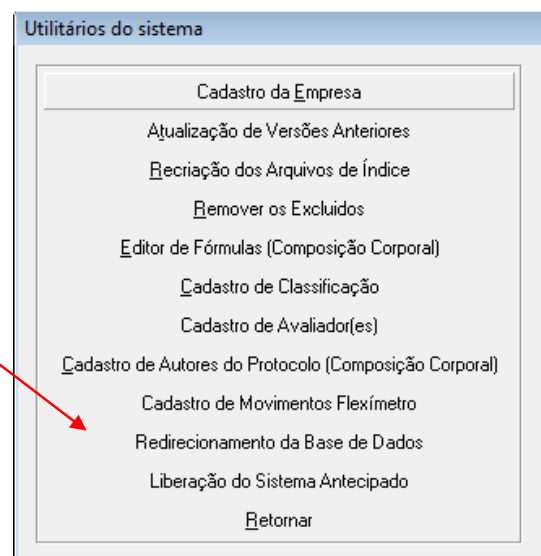 Utilitários do sistema
Cadastro da Empresa
Atualização de Versões Anteriores
Recriação dos Arquivos de Índice
Remover os Excluidos
Editor de Fórmulas (Composição Corporal)
Cadastro de Classificação
Cadastro de Avaliador(es)
Cadastro de Autores do Protocolo (Composição Corporal)
Cadastro de Movimentos Flexímetro
Redirecionamento da Base de Dados
Liberação do Sistema Antecipado
Retornar